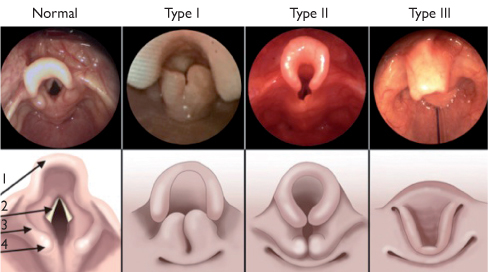 Normal
Type I
Type II
Type III
1
2
3
4